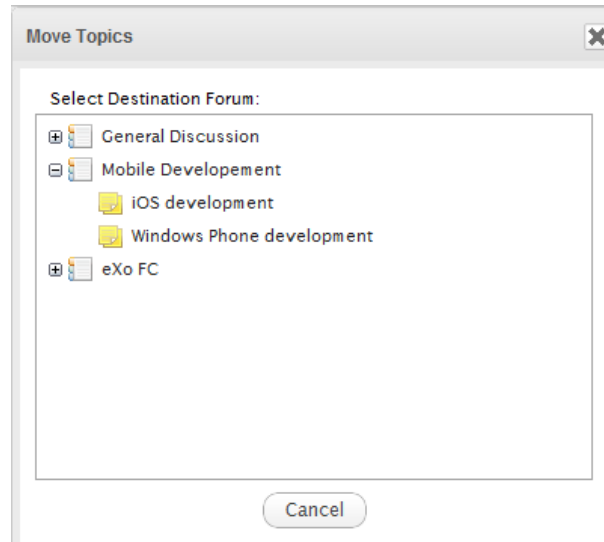 Move Topics
Select Destination Forum:
General Discussion
Mobile Developement
iOS development
Windows Phone development
eXo FC
Cancel